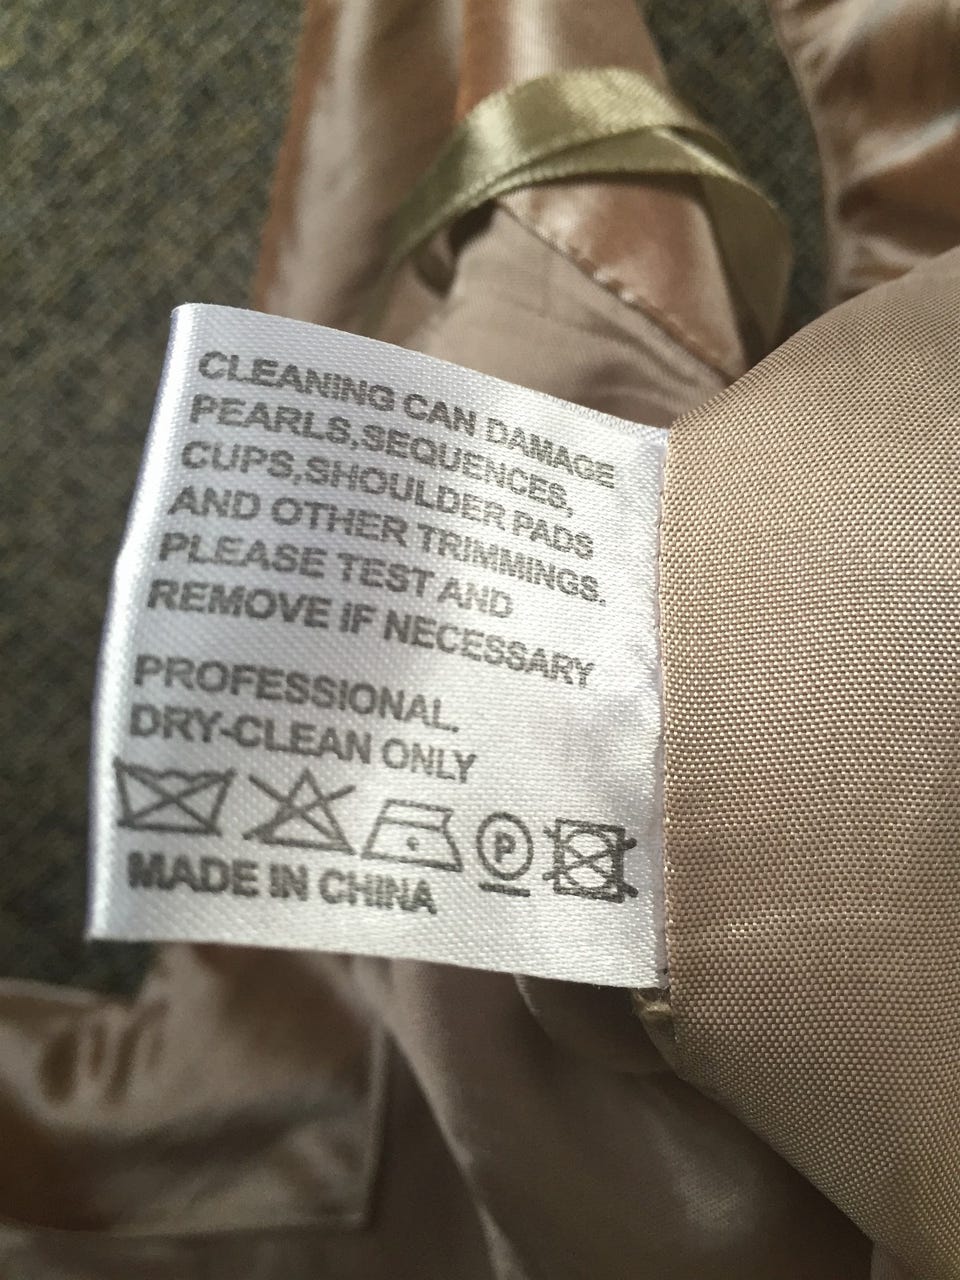 CLEANING CAN DAMAGE
PEARLS,SEQUENCES,
CUPS,SHOULDER PADS
AND OTHER TRIMMINGS.
PLEASE TEST AND
REMOVE IF NECESSARY
PROFESSIONAL.
DRY-CLEAN ONLY
P
MADE IN CHINA